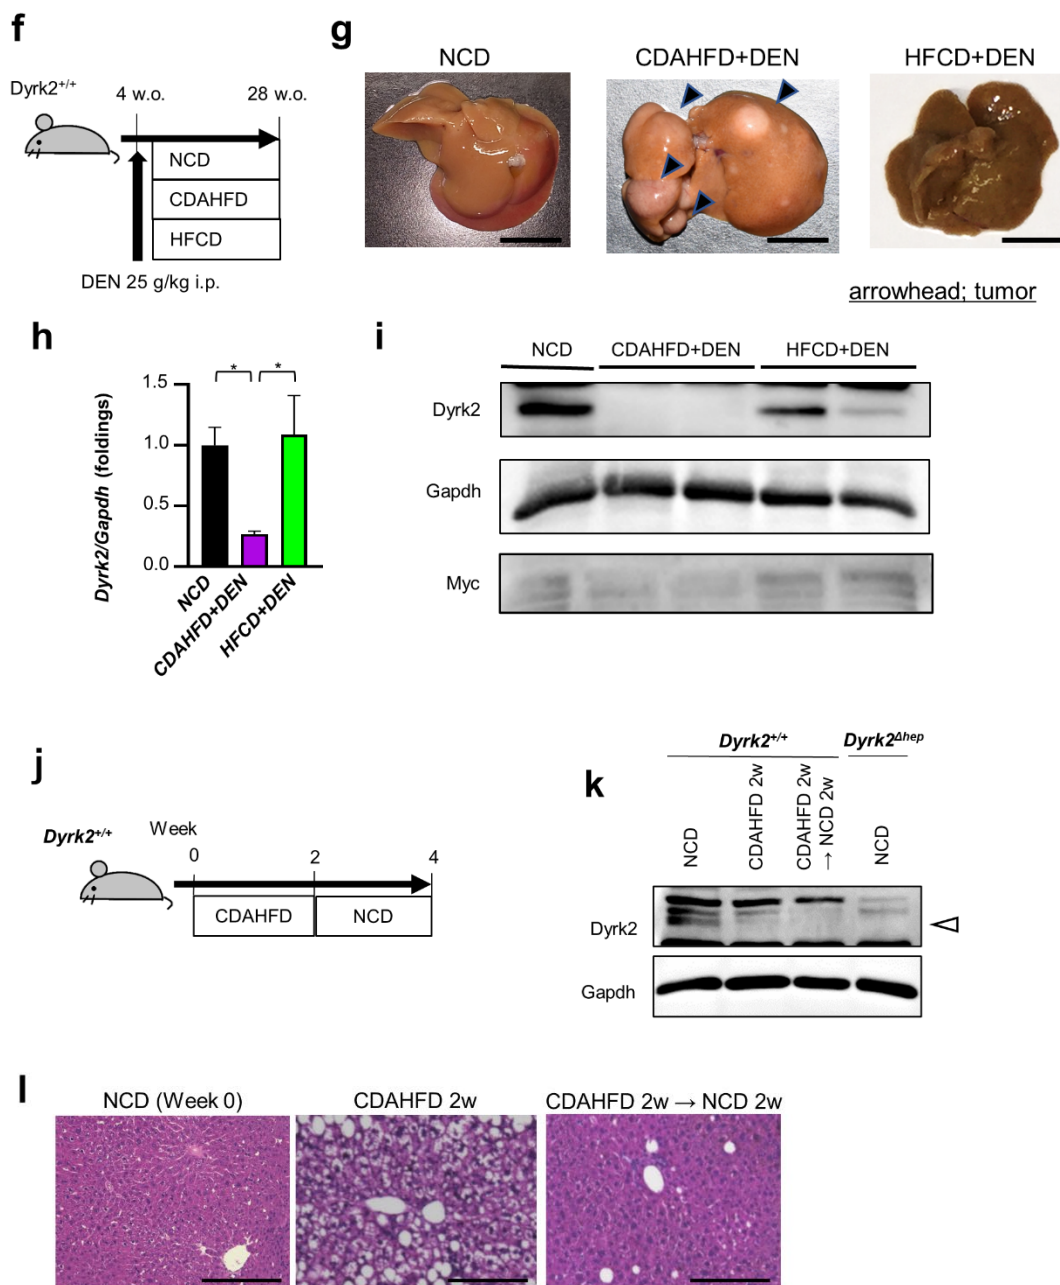 f
Dyrk2+/+
4 w.o.
28 w.o.
NCD
CDAHFD
HFCD
DEN 25 g/kg i.p.
g
NCD
CDAHFD+DEN
HFCD+DEN
arrowhead; tumor
h
Dyrk2/Gapdh (foldings)
1.5
1.0
0.5
0.0
* *
NCD
CDAHFD+DEN
HFCD+DEN
i
NCD CDAHFD+DEN HFCD+DEN
Dyrk2
Gapdh
Myc
j
Dyrk2+/+
Week
0 2 4
CDAHFD NCD
k
Dyrk2+/+ Dyrk2Δhep
NCD
CDAHFD 2w
CDAHFD 2w
→ NCD 2w
NCD
Dyrk2
Gapdh
l
NCD (Week 0)
CDAHFD 2w
CDAHFD 2w → NCD 2w